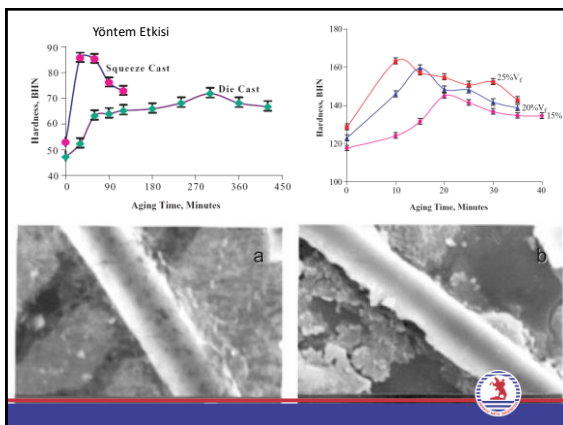 Yöntem Etkisi
90
80
70
60
50
40
Hardness, BHN
Squeeze Cast
Die Cast
0 90 180 270 360 450
Aging Time, Minutes
180
160
140
120
100
Hardness, BHN
25%Vf
20%Vf
15%
0 10 20 30 40
Aging Time, Minutes
a
b